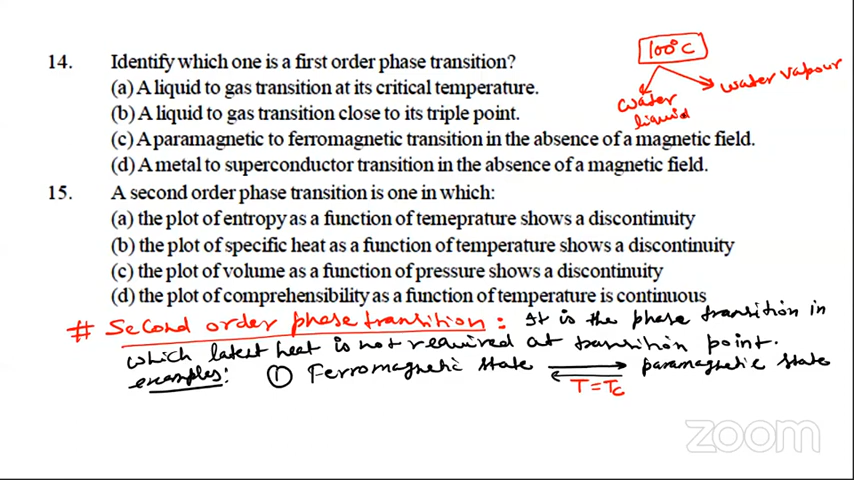 14. Identify which one is a first order phase transition?
(a) A liquid to gas transition at its critical temperature.
(b) A liquid to gas transition close to its triple point.
(c) A paramagnetic to ferromagnetic transition in the absence of a magnetic field.
(d) A metal to superconductor transition in the absence of a magnetic field.
100°C
water liquid
water vapour
15. A second order phase transition is one in which:
(a) the plot of entropy as a function of temeprature shows a discontinuity
(b) the plot of specific heat as a function of temperature shows a discontinuity
(c) the plot of volume as a function of pressure shows a discontinuity
(d) the plot of comprehensibility as a function of temperature is continuous
# Second order phase transition : It is the phase transition in
which latest heat is not required at transition point.
examples: ① Ferromagnetic state ⇌ paramagnetic state
T = Tc
zoom